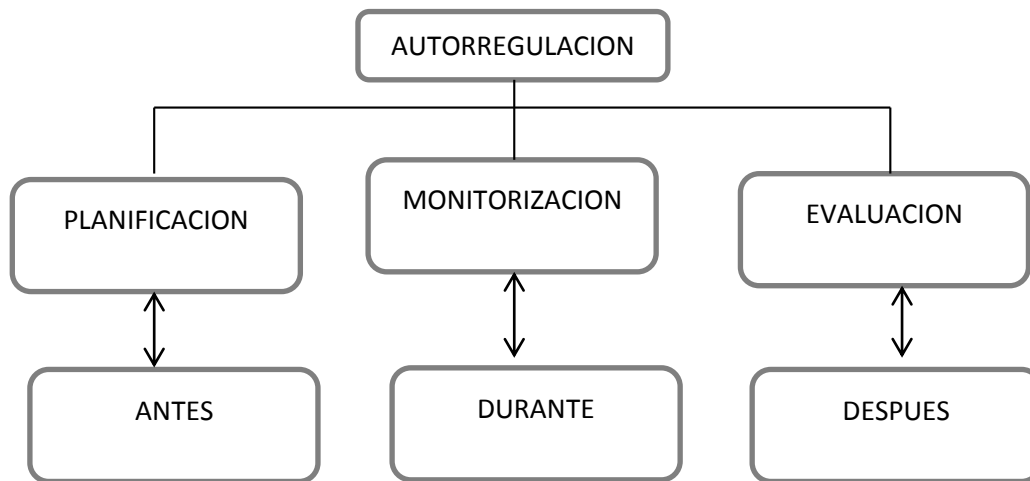 AUTORREGULACION
PLANIFICACION
MONITORIZACION
EVALUACION
ANTES
DURANTE
DESPUES